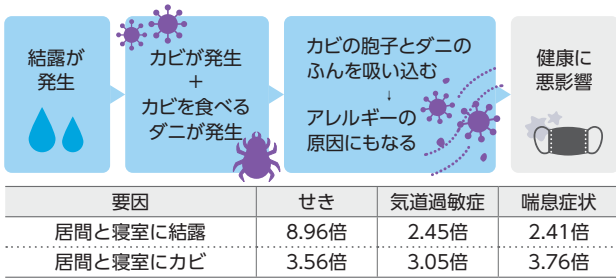 結露が
発生
カビが発生
+
カビを食べる
ダニが発生
カビの胞子とダニの
ふんを吸い込む
↓
アレルギーの
原因にもなる
健康に
悪影響
要因 せき 気道過敏症 喘息症状
居間と寝室に結露 8.96倍 2.45倍 2.41倍
居間と寝室にカビ 3.56倍 3.05倍 3.76倍